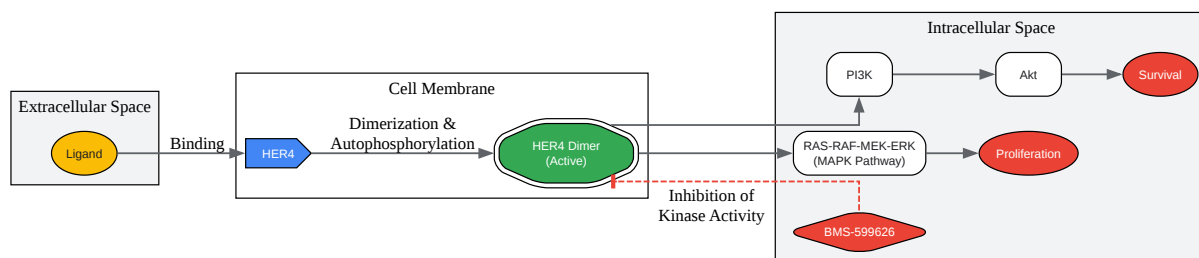 Extracellular Space
Ligand
Binding
Cell Membrane
HER4
Dimerization &
Autophosphorylation
HER4 Dimer
(Active)
Inhibition of
Kinase Activity
Intracellular Space
PI3K
Akt
Survival
RAS-RAF-MEK-ERK
(MAPK Pathway)
Proliferation
BMS-599626